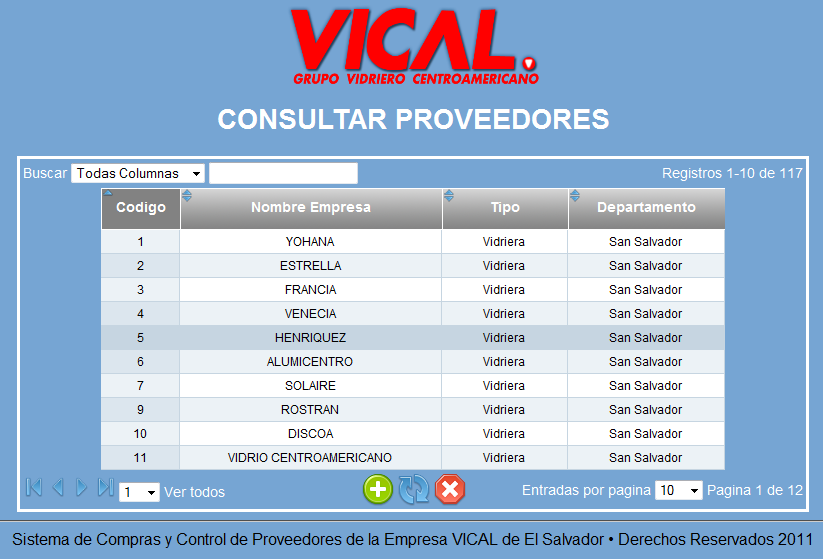 VICAL.
GRUPO VIDRIERO CENTROAMERICANO
CONSULTAR PROVEEDORES
Buscar Todas Columnas Registros 1-10 de 117
Codigo Nombre Empresa Tipo Departamento
1 YOHANA Vidriera San Salvador
2 ESTRELLA Vidriera San Salvador
3 FRANCIA Vidriera San Salvador
4 VENECIA Vidriera San Salvador
5 HENRIQUEZ Vidriera San Salvador
6 ALUMICENTRO Vidriera San Salvador
7 SOLAIRE Vidriera San Salvador
9 ROSTRAN Vidriera San Salvador
10 DISCOA Vidriera San Salvador
11 VIDRIO CENTROAMERICANO Vidriera San Salvador
1 Ver todos Entradas por pagina 10 Pagina 1 de 12
Sistema de Compras y Control de Proveedores de la Empresa VICAL de El Salvador • Derechos Reservados 2011